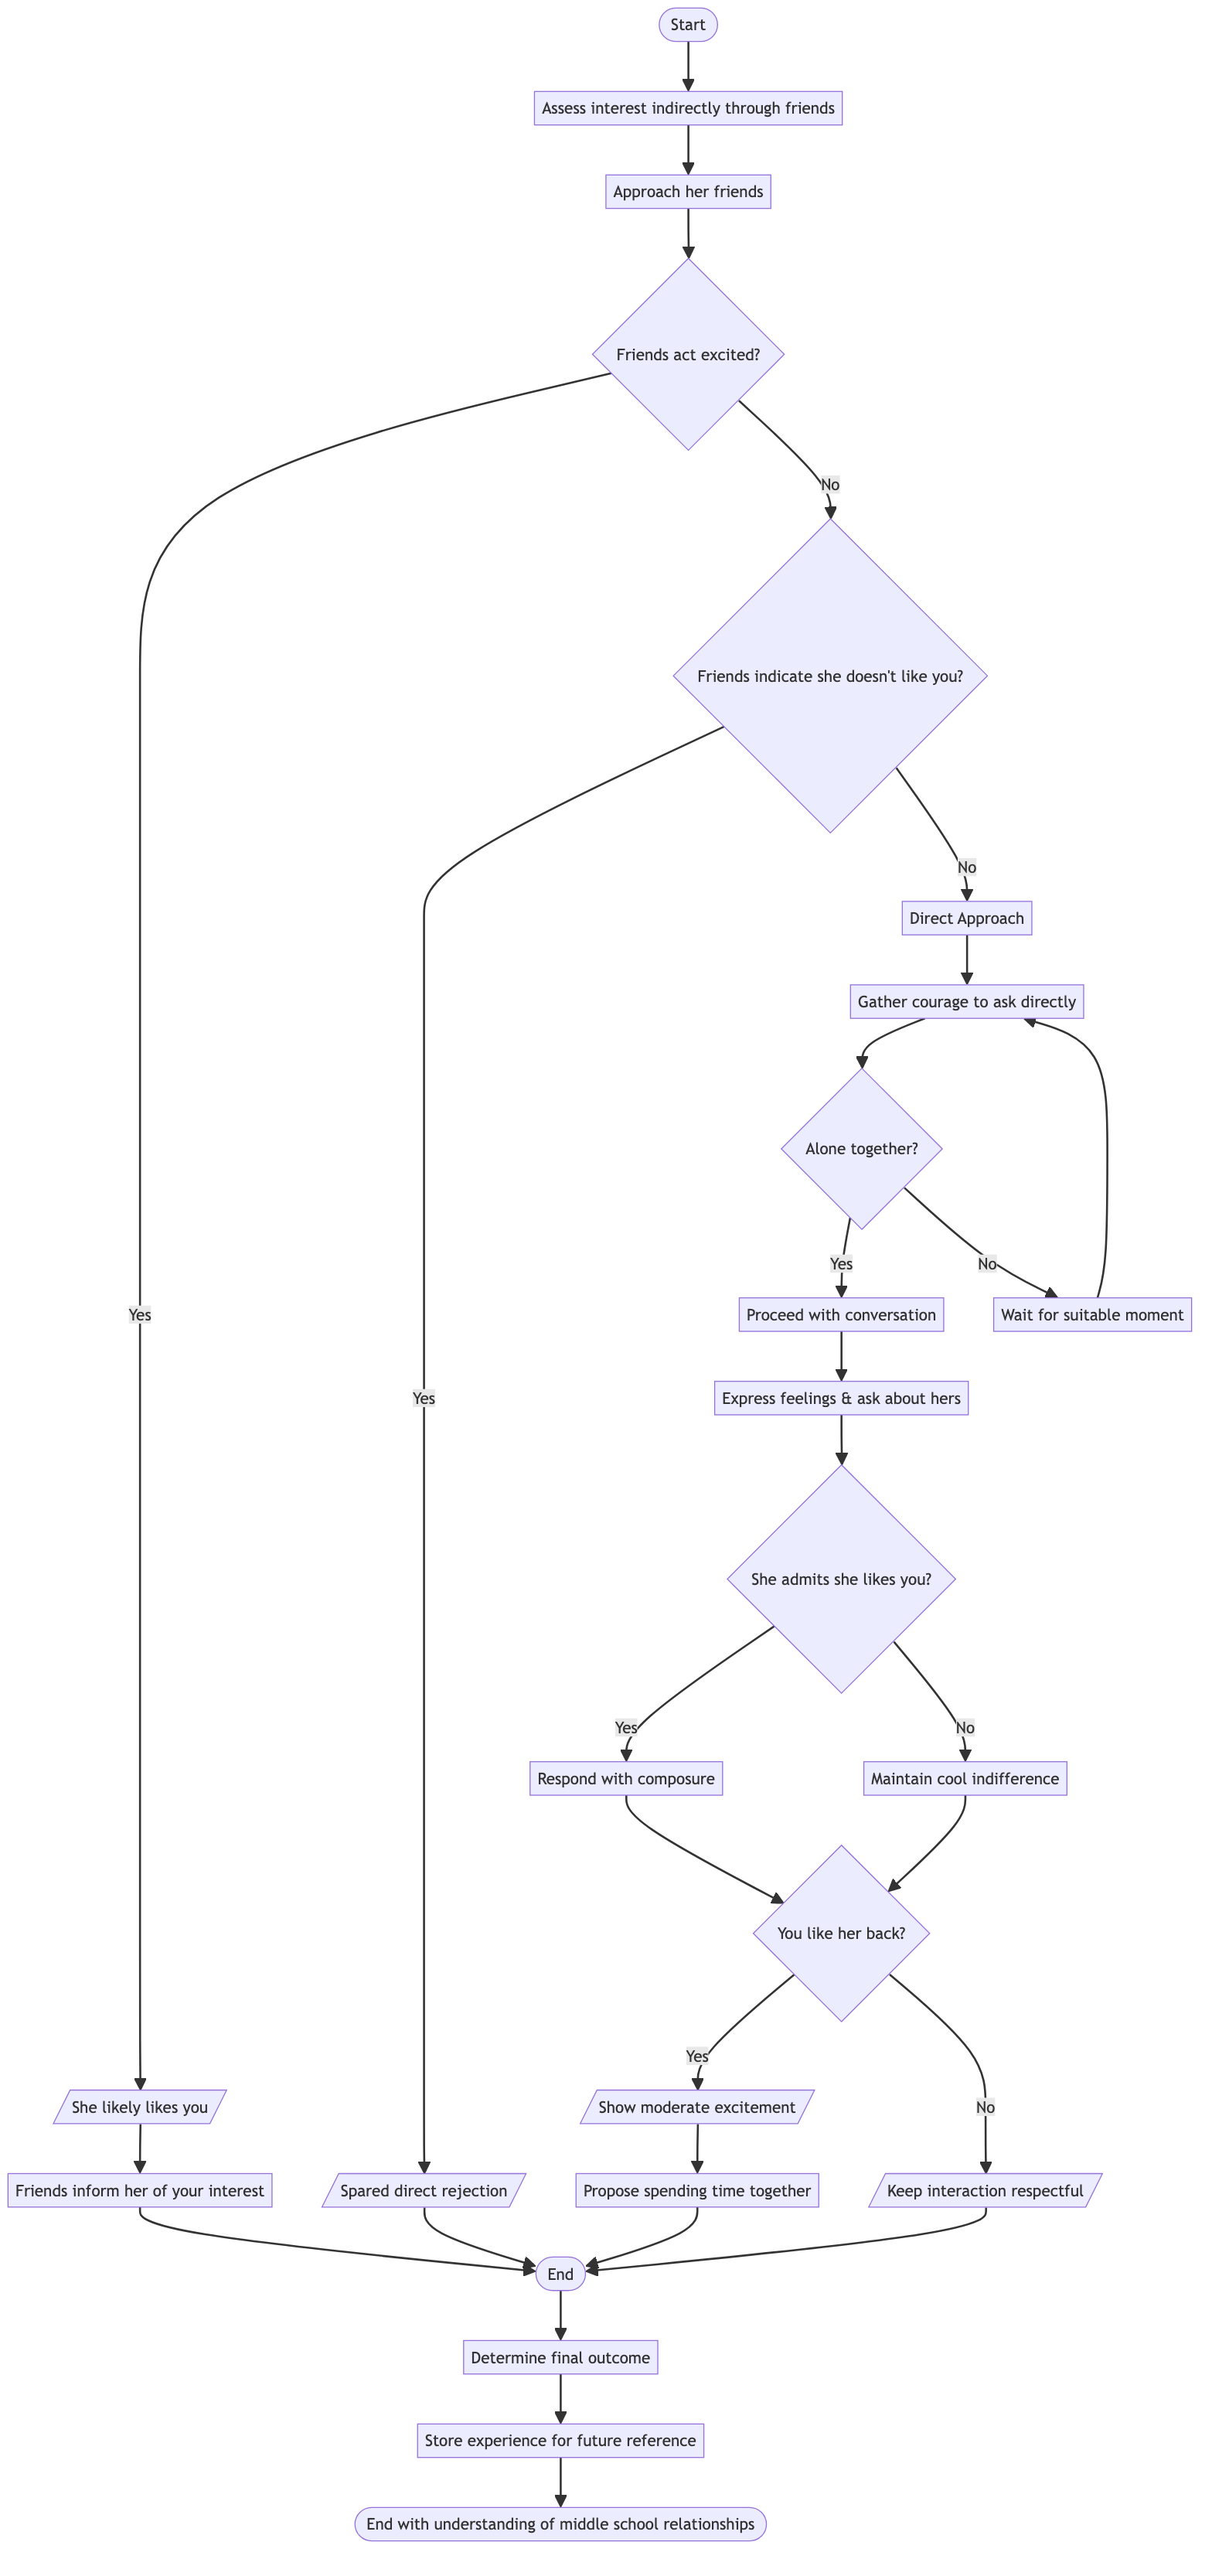 Start
Assess interest indirectly through friends
Approach her friends
Friends act excited?
No
Friends indicate she doesn't like you?
No
Direct Approach
Gather courage to ask directly
Alone together?
Yes
No
Yes
Proceed with conversation
Wait for suitable moment
Yes
Express feelings & ask about hers
She admits she likes you?
Yes
No
Respond with composure
Maintain cool indifference
You like her back?
Yes
She likely likes you
Show moderate excitement
No
Friends inform her of your interest
Spared direct rejection
Propose spending time together
Keep interaction respectful
End
Determine final outcome
Store experience for future reference
End with understanding of middle school relationships